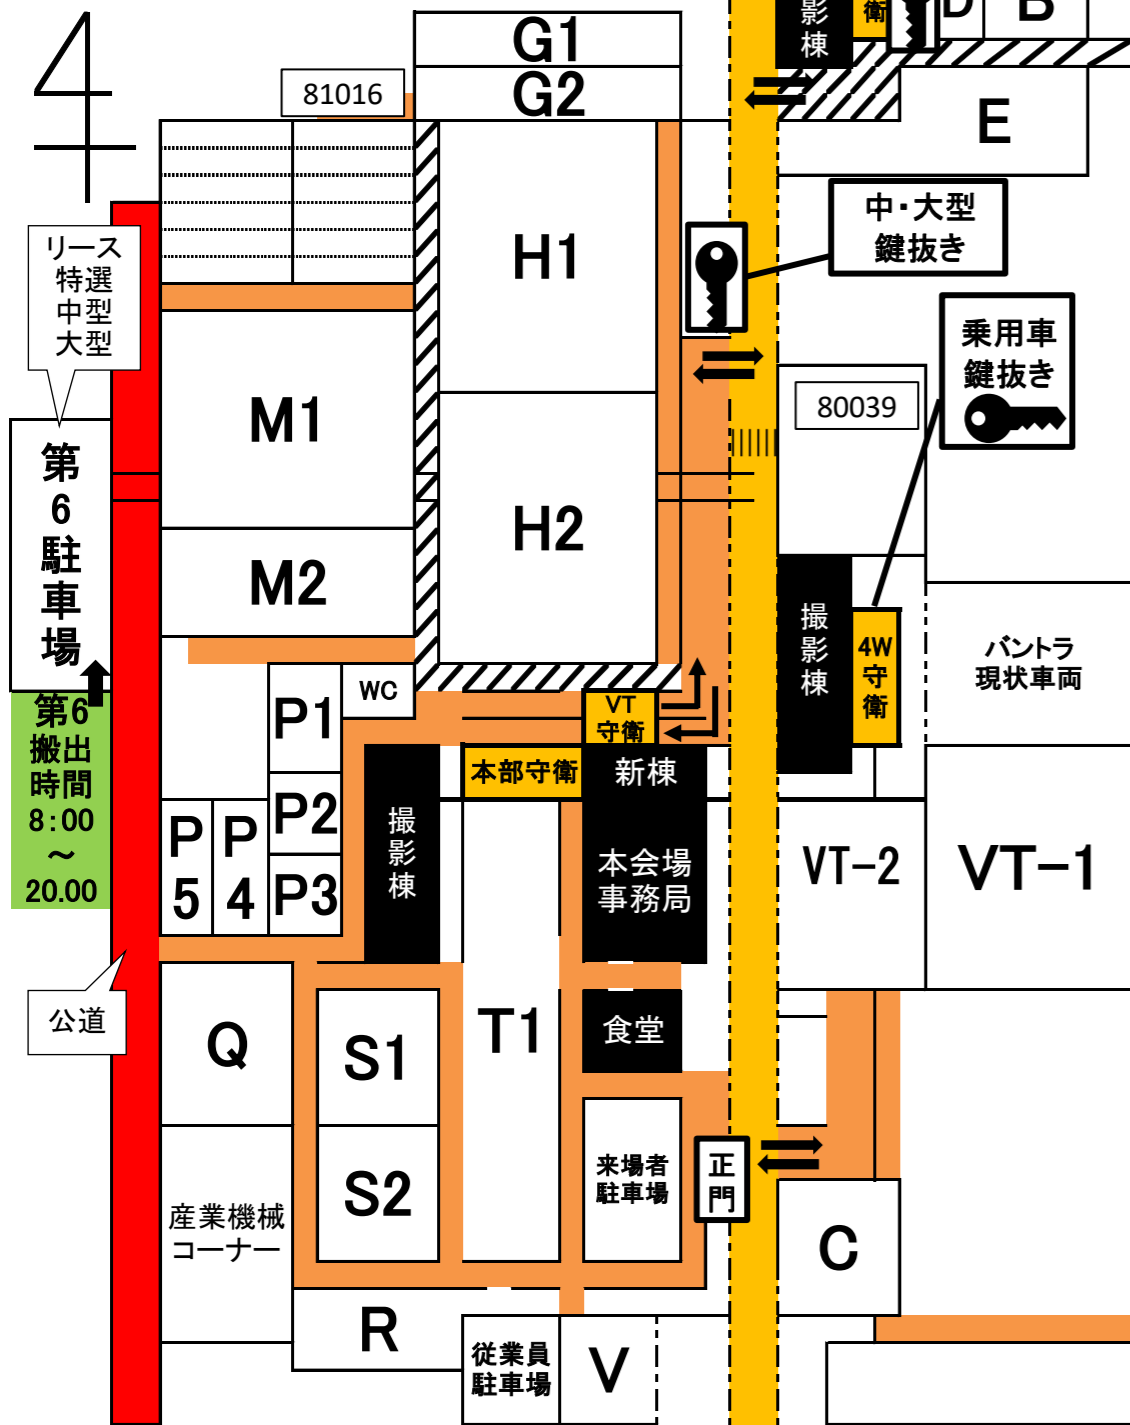 撮影棟
衛
D
B
G1
G2
81016
E
中・大型
鍵抜き
リース
特選
中型
大型
H1
乗用車
鍵抜き
80039
M1
第6駐車場
H2
M2
撮影棟
4W
守衛
バントラ
現状車両
WC
P1
VT
守衛
第6
搬出
時間
8:00
～
20.00
本部守衛
新棟
P2
撮影棟
本会場
事務局
P5
P4
P3
VT-2
VT-1
公道
Q
S1
T1
食堂
産業機械
コーナー
S2
来場者
駐車場
正門
C
R
従業員
駐車場
V